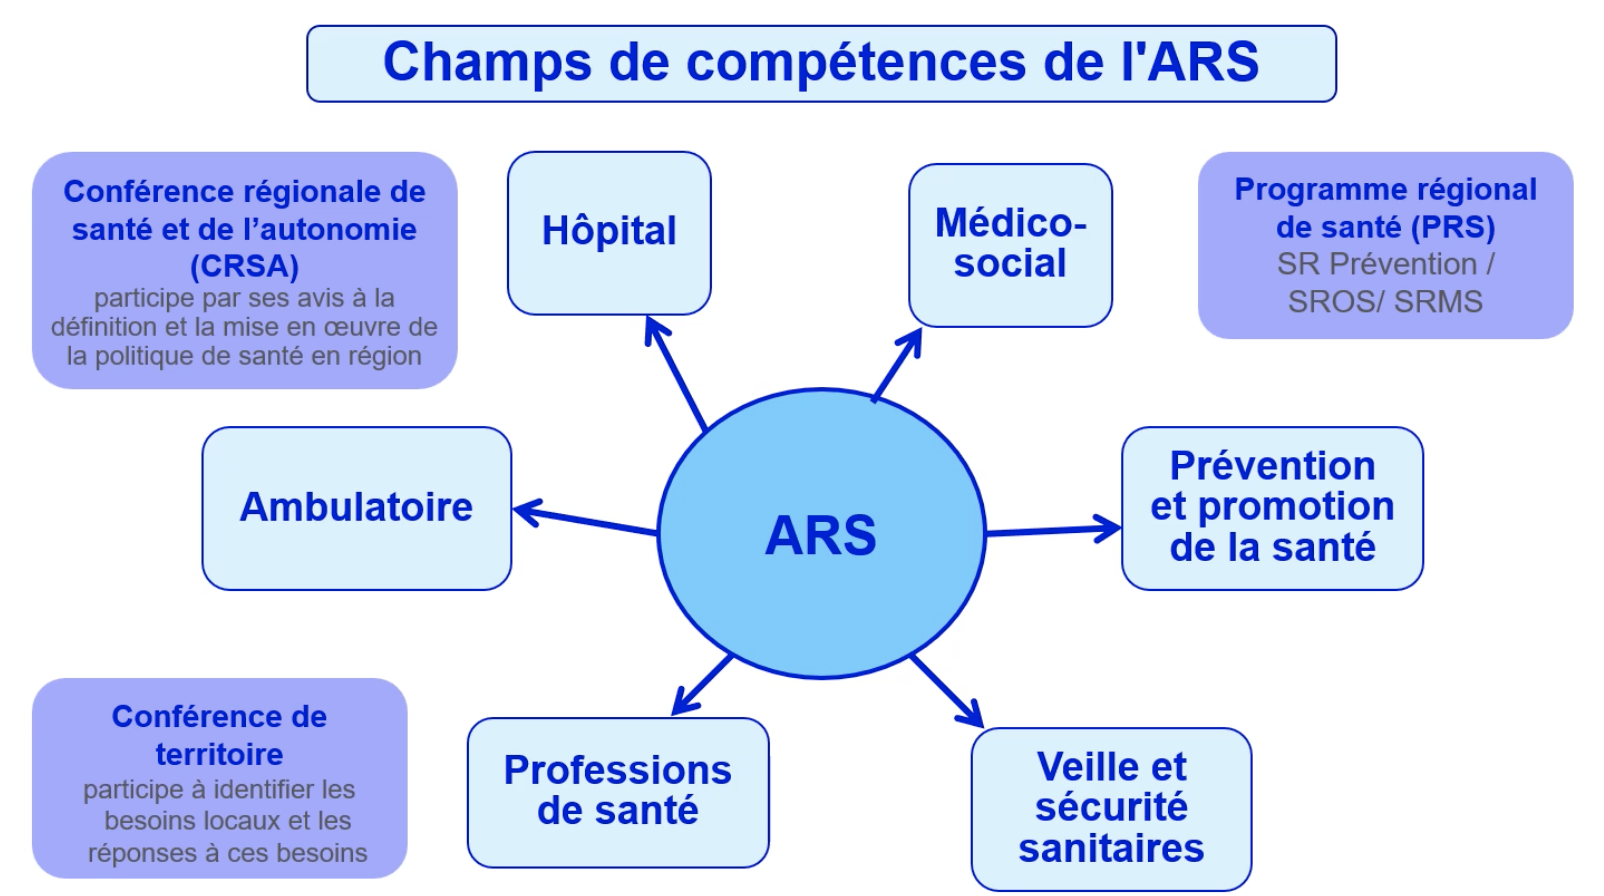 Champs de compétences de l'ARS
Conférence régionale de
santé et de l’autonomie
(CRSA)
participe par ses avis à la
définition et la mise en œuvre de
la politique de santé en région
Hôpital
Médico-
social
Programme régional
de santé (PRS)
SR Prévention /
SROS/ SRMS
Ambulatoire
ARS
Prévention
et promotion
de la santé
Conférence de
territoire
participe à identifier les
besoins locaux et les
réponses à ces besoins
Professions
de santé
Veille et
sécurité
sanitaires